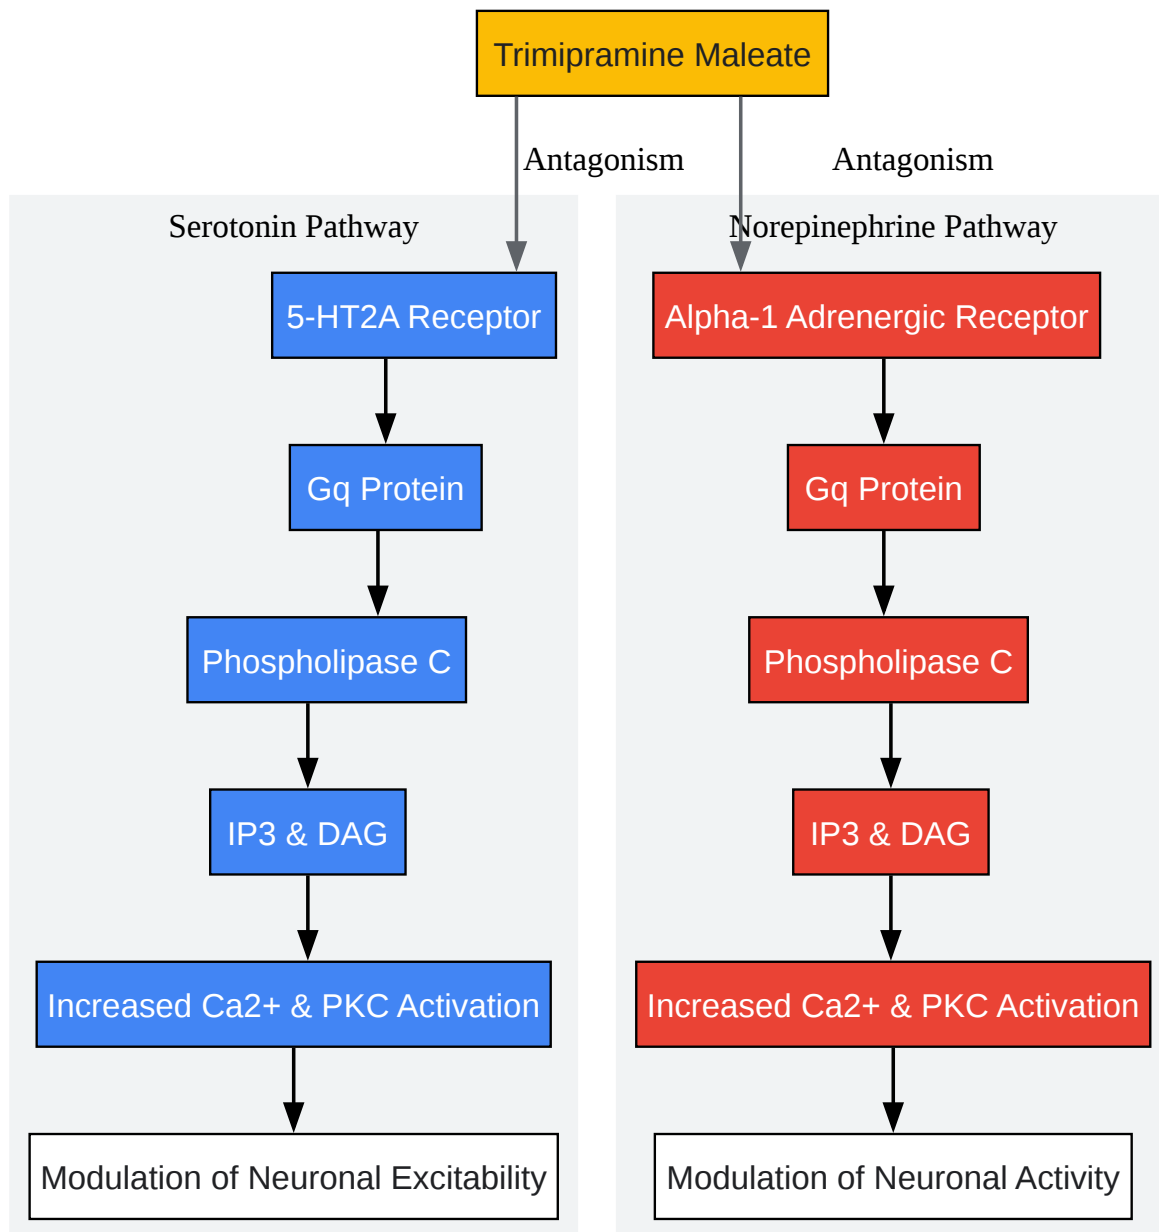 Trimipramine Maleate
Antagonism
Antagonism
Serotonin Pathway
Norepinephrine Pathway
5-HT2A Receptor
Alpha-1 Adrenergic Receptor
Gq Protein
Gq Protein
Phospholipase C
Phospholipase C
IP3 & DAG
IP3 & DAG
Increased Ca2+ & PKC Activation
Increased Ca2+ & PKC Activation
Modulation of Neuronal Excitability
Modulation of Neuronal Activity